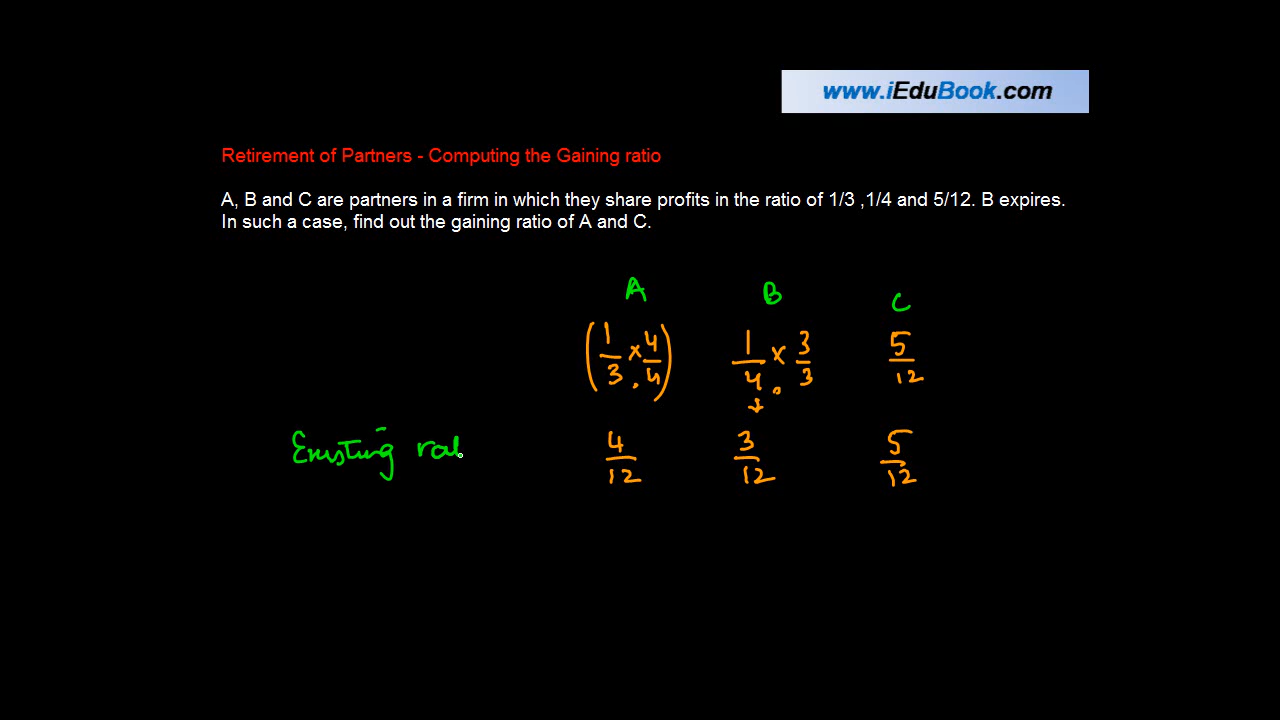 www.iEduBook.com
Retirement of Partners - Computing the Gaining ratio
A, B and C are partners in a firm in which they share profits in the ratio of 1/3 ,1/4 and 5/12. B expires.
In such a case, find out the gaining ratio of A and C.
A B C
(1/3 x 4/4) 1/4 x 3/3 5/12
Existing rat 4/12 3/12 5/12